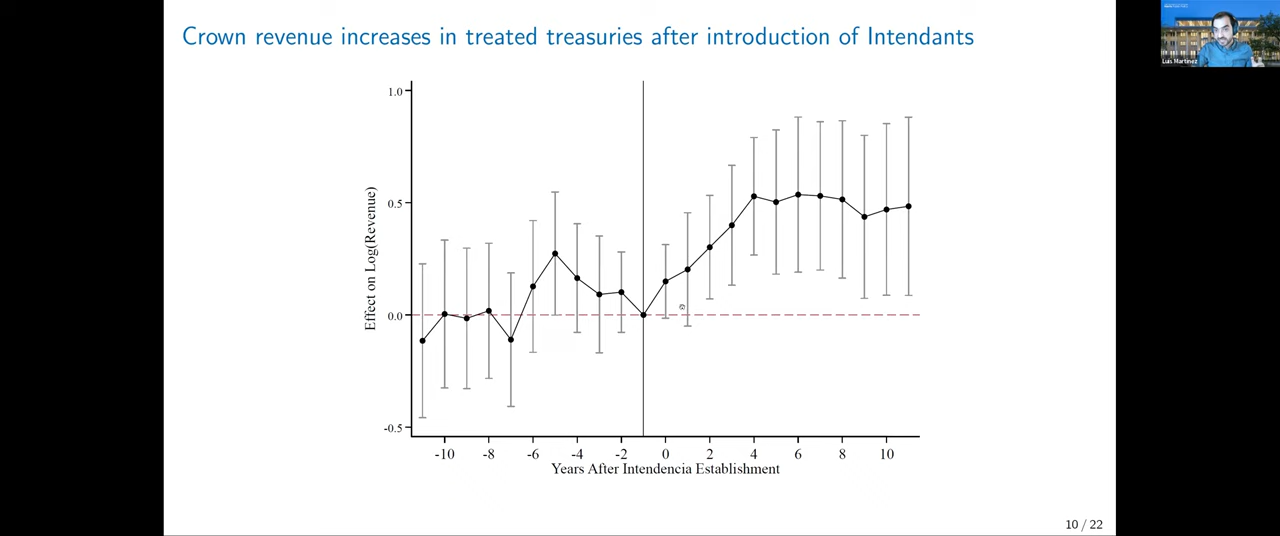 Crown revenue increases in treated treasuries after introduction of Intendants
Luis Martinez
1.0
0.5
0.0
-0.5
Effect on Log(Revenue)
-10 -8 -6 -4 -2 0 2 4 6 8 10
Years After Intendencia Establishment
10 / 22